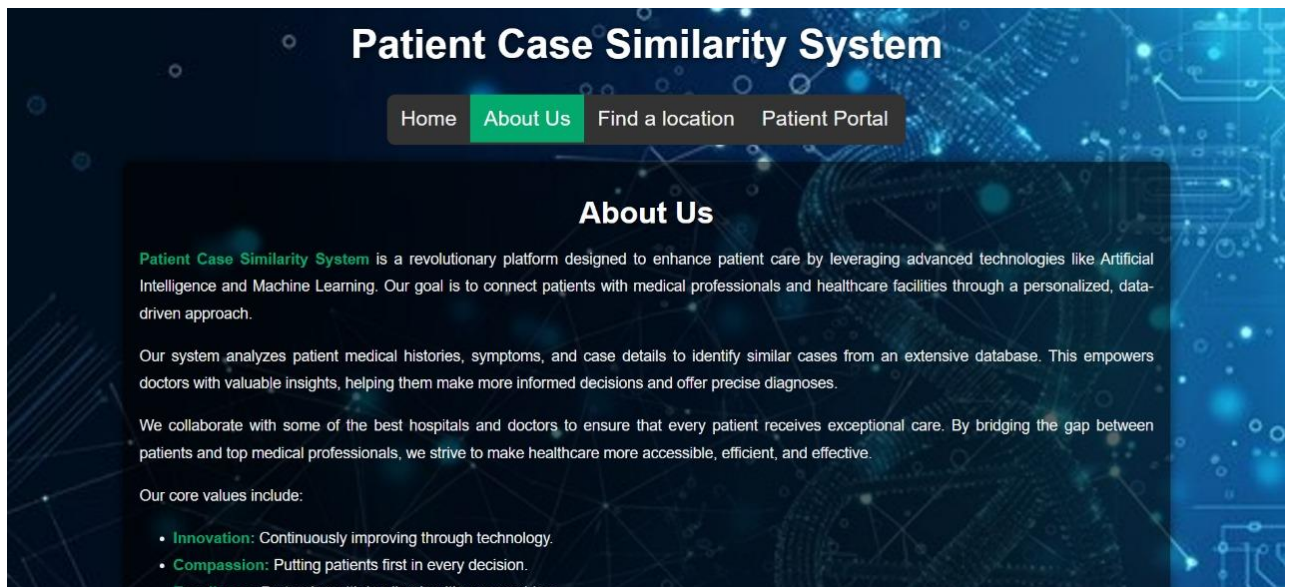 Patient Case Similarity System
Home About Us Find a location Patient Portal
About Us
Patient Case Similarity System is a revolutionary platform designed to enhance patient care by leveraging advanced technologies like Artificial
Intelligence and Machine Learning. Our goal is to connect patients with medical professionals and healthcare facilities through a personalized, data-
driven approach.
Our system analyzes patient medical histories, symptoms, and case details to identify similar cases from an extensive database. This empowers
doctors with valuable insights, helping them make more informed decisions and offer precise diagnoses.
We collaborate with some of the best hospitals and doctors to ensure that every patient receives exceptional care. By bridging the gap between
patients and top medical professionals, we strive to make healthcare more accessible, efficient, and effective.
Our core values include:
• Innovation: Continuously improving through technology.
• Compassion: Putting patients first in every decision.